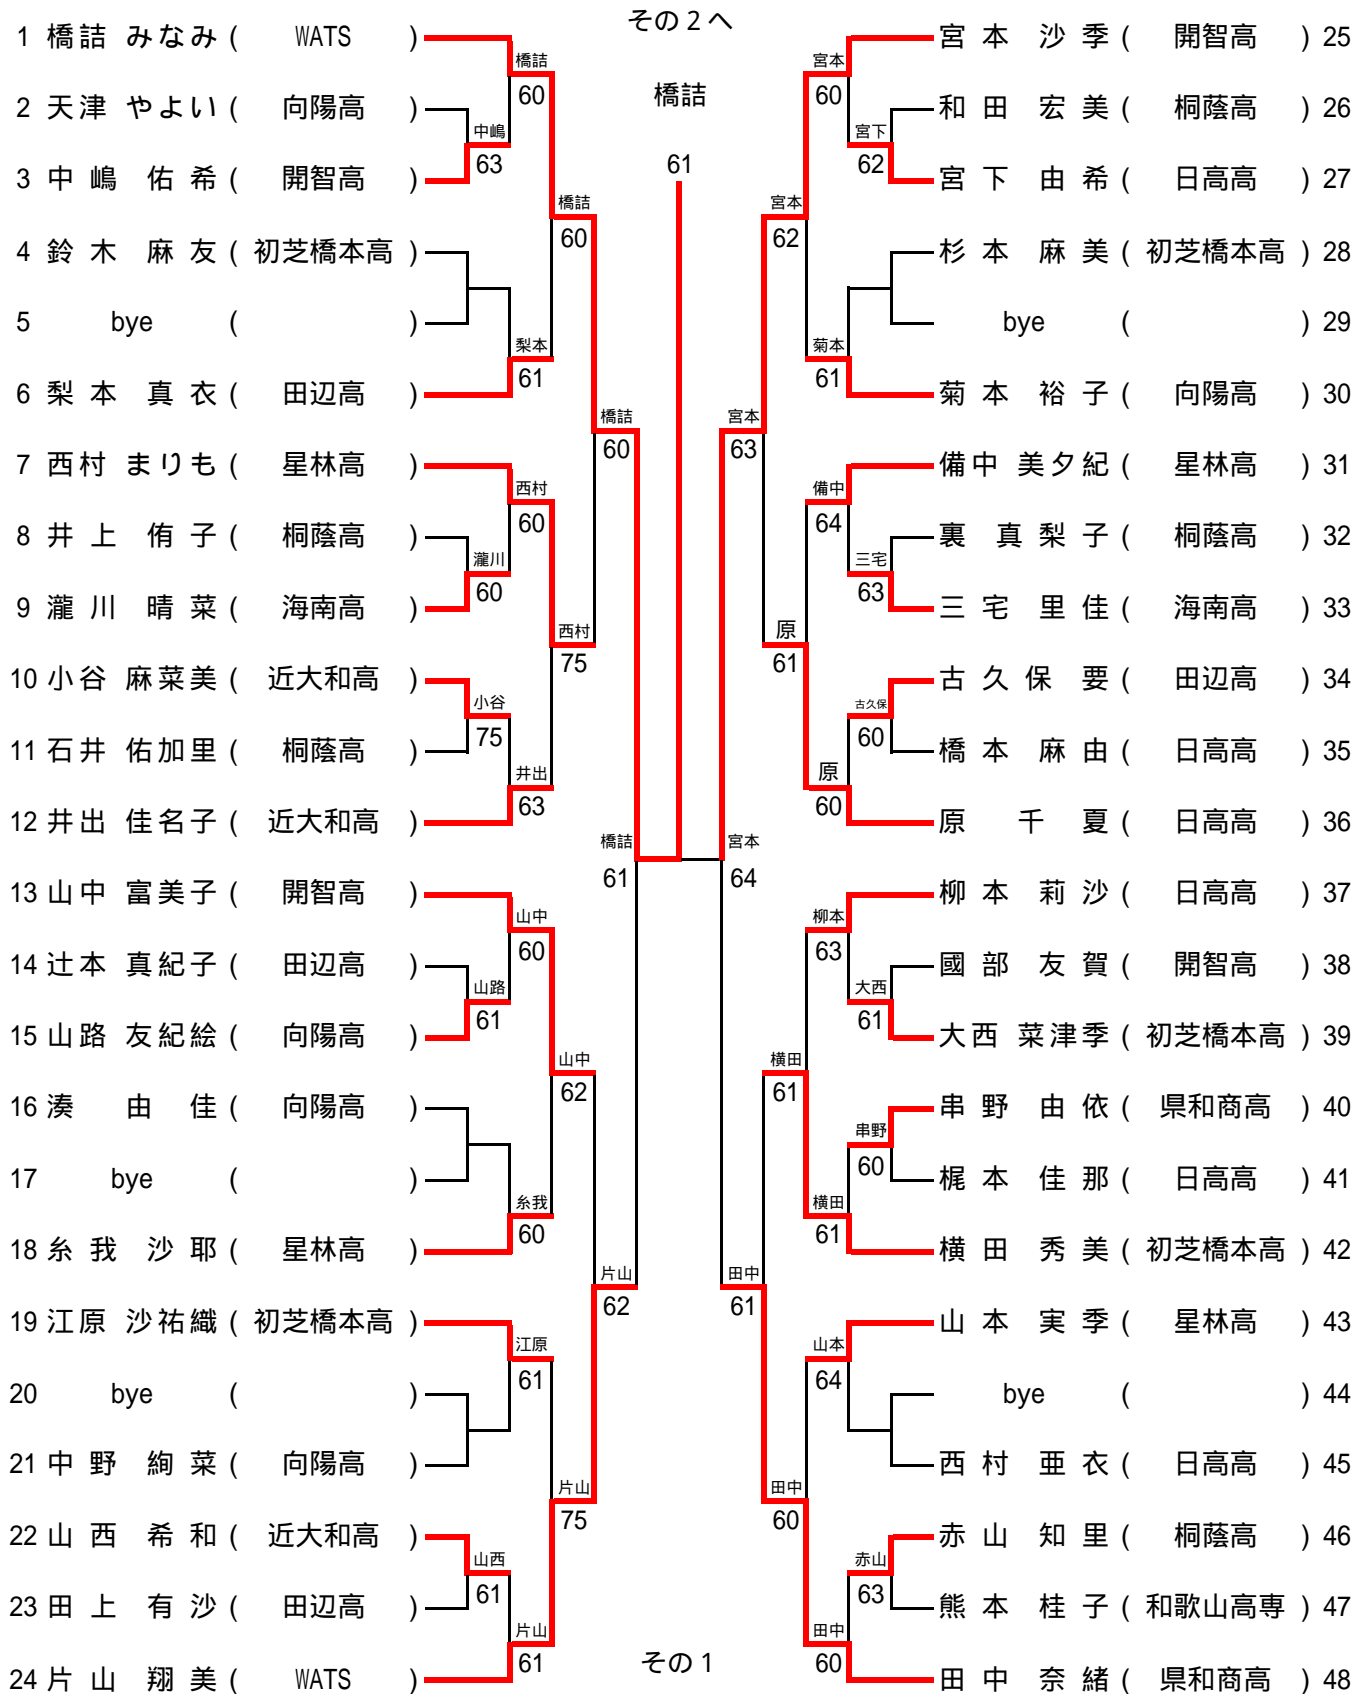 その２へ
橋詰
61
1 橋詰 みなみ ( WATS )
2 天津 やよい ( 向陽高 )
3 中嶋 佑希 ( 開智高 )
4 鈴木 麻友 ( 初芝橋本高 )
5 bye ( )
6 梨本 真衣 ( 田辺高 )
7 西村 まりも ( 星林高 )
8 井上 侑子 ( 桐蔭高 )
9 瀧川 晴菜 ( 海南高 )
10 小谷 麻菜美 ( 近大和高 )
11 石井 佑加里 ( 桐蔭高 )
12 井出 佳名子 ( 近大和高 )
13 山中 富美子 ( 開智高 )
14 辻本 真紀子 ( 田辺高 )
15 山路 友紀絵 ( 向陽高 )
16 湊 由佳 ( 向陽高 )
17 bye ( )
18 糸我 沙耶 ( 星林高 )
19 江原 沙祐織 ( 初芝橋本高 )
20 bye ( )
21 中野 絢菜 ( 向陽高 )
22 山西 希和 ( 近大和高 )
23 田上 有沙 ( 田辺高 )
24 片山 翔美 ( WATS )
中嶋
63
瀧川
60
小谷
75
山路
61
山西
61
橋詰
60
梨本
61
西村
60
井出
63
山中
60
糸我
60
江原
61
片山
61
橋詰
60
西村
75
山中
62
片山
75
橋詰
60
片山
62
橋詰
61
宮本
64
宮本
63
田中
61
宮本
62
原
61
横田
61
田中
60
宮本
60
菊本
61
備中
64
原
60
柳本
63
横田
61
山本
64
田中
60
宮下
62
三宅
63
古久保
60
大西
61
串野
60
赤山
63
宮本 沙季 ( 開智高 ) 25
和田 宏美 ( 桐蔭高 ) 26
宮下 由希 ( 日高高 ) 27
杉本 麻美 ( 初芝橋本高 ) 28
bye ( ) 29
菊本 裕子 ( 向陽高 ) 30
備中 美夕紀 ( 星林高 ) 31
裏 真梨子 ( 桐蔭高 ) 32
三宅 里佳 ( 海南高 ) 33
古久保 要 ( 田辺高 ) 34
橋本 麻由 ( 日高高 ) 35
原 千夏 ( 日高高 ) 36
柳本 莉沙 ( 日高高 ) 37
國部 友賀 ( 開智高 ) 38
大西 菜津季 ( 初芝橋本高 ) 39
串野 由依 ( 県和商高 ) 40
梶本 佳那 ( 日高高 ) 41
横田 秀美 ( 初芝橋本高 ) 42
山本 実季 ( 星林高 ) 43
bye ( ) 44
西村 亜衣 ( 日高高 ) 45
赤山 知里 ( 桐蔭高 ) 46
熊本 桂子 ( 和歌山高専 ) 47
田中 奈緒 ( 県和商高 ) 48
その１